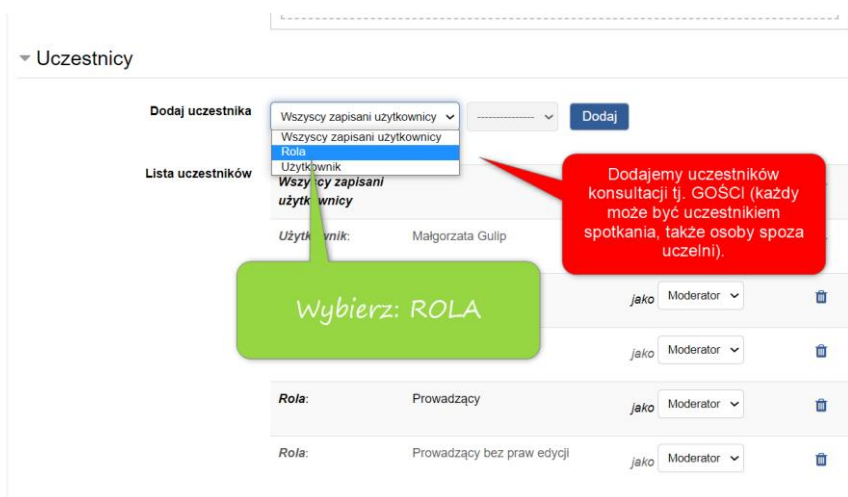 Uczestnicy
Dodaj uczestnika
Wszyscy zapisani użytkownicy
---------------
Dodaj
Wszyscy zapisani użytkownicy
Rola
Użytkownik
Lista uczestników
Wszyscy zapisani
użytkownicy
Dodajemy uczestników
konsultacji tj. GOŚCI (każdy
może być uczestnikiem
spotkania, także osoby spoza
uczelni).
Użytkownik:
Małgorzata Gulip
Wybierz: ROLA
jako Moderator
jako Moderator
Rola: Prowadzący jako Moderator
Rola: Prowadzący bez praw edycji jako Moderator